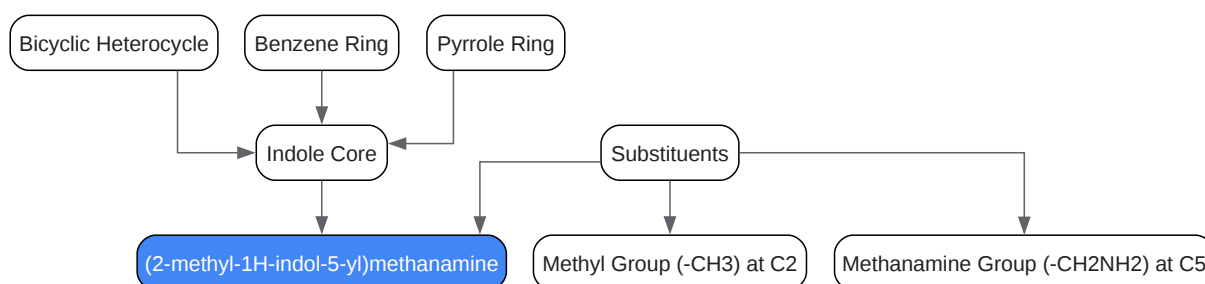 Bicyclic Heterocycle
Benzene Ring
Pyrrole Ring
Indole Core
Substituents
(2-methyl-1H-indol-5-yl)methanamine
Methyl Group (-CH3) at C2
Methanamine Group (-CH2NH2) at C5